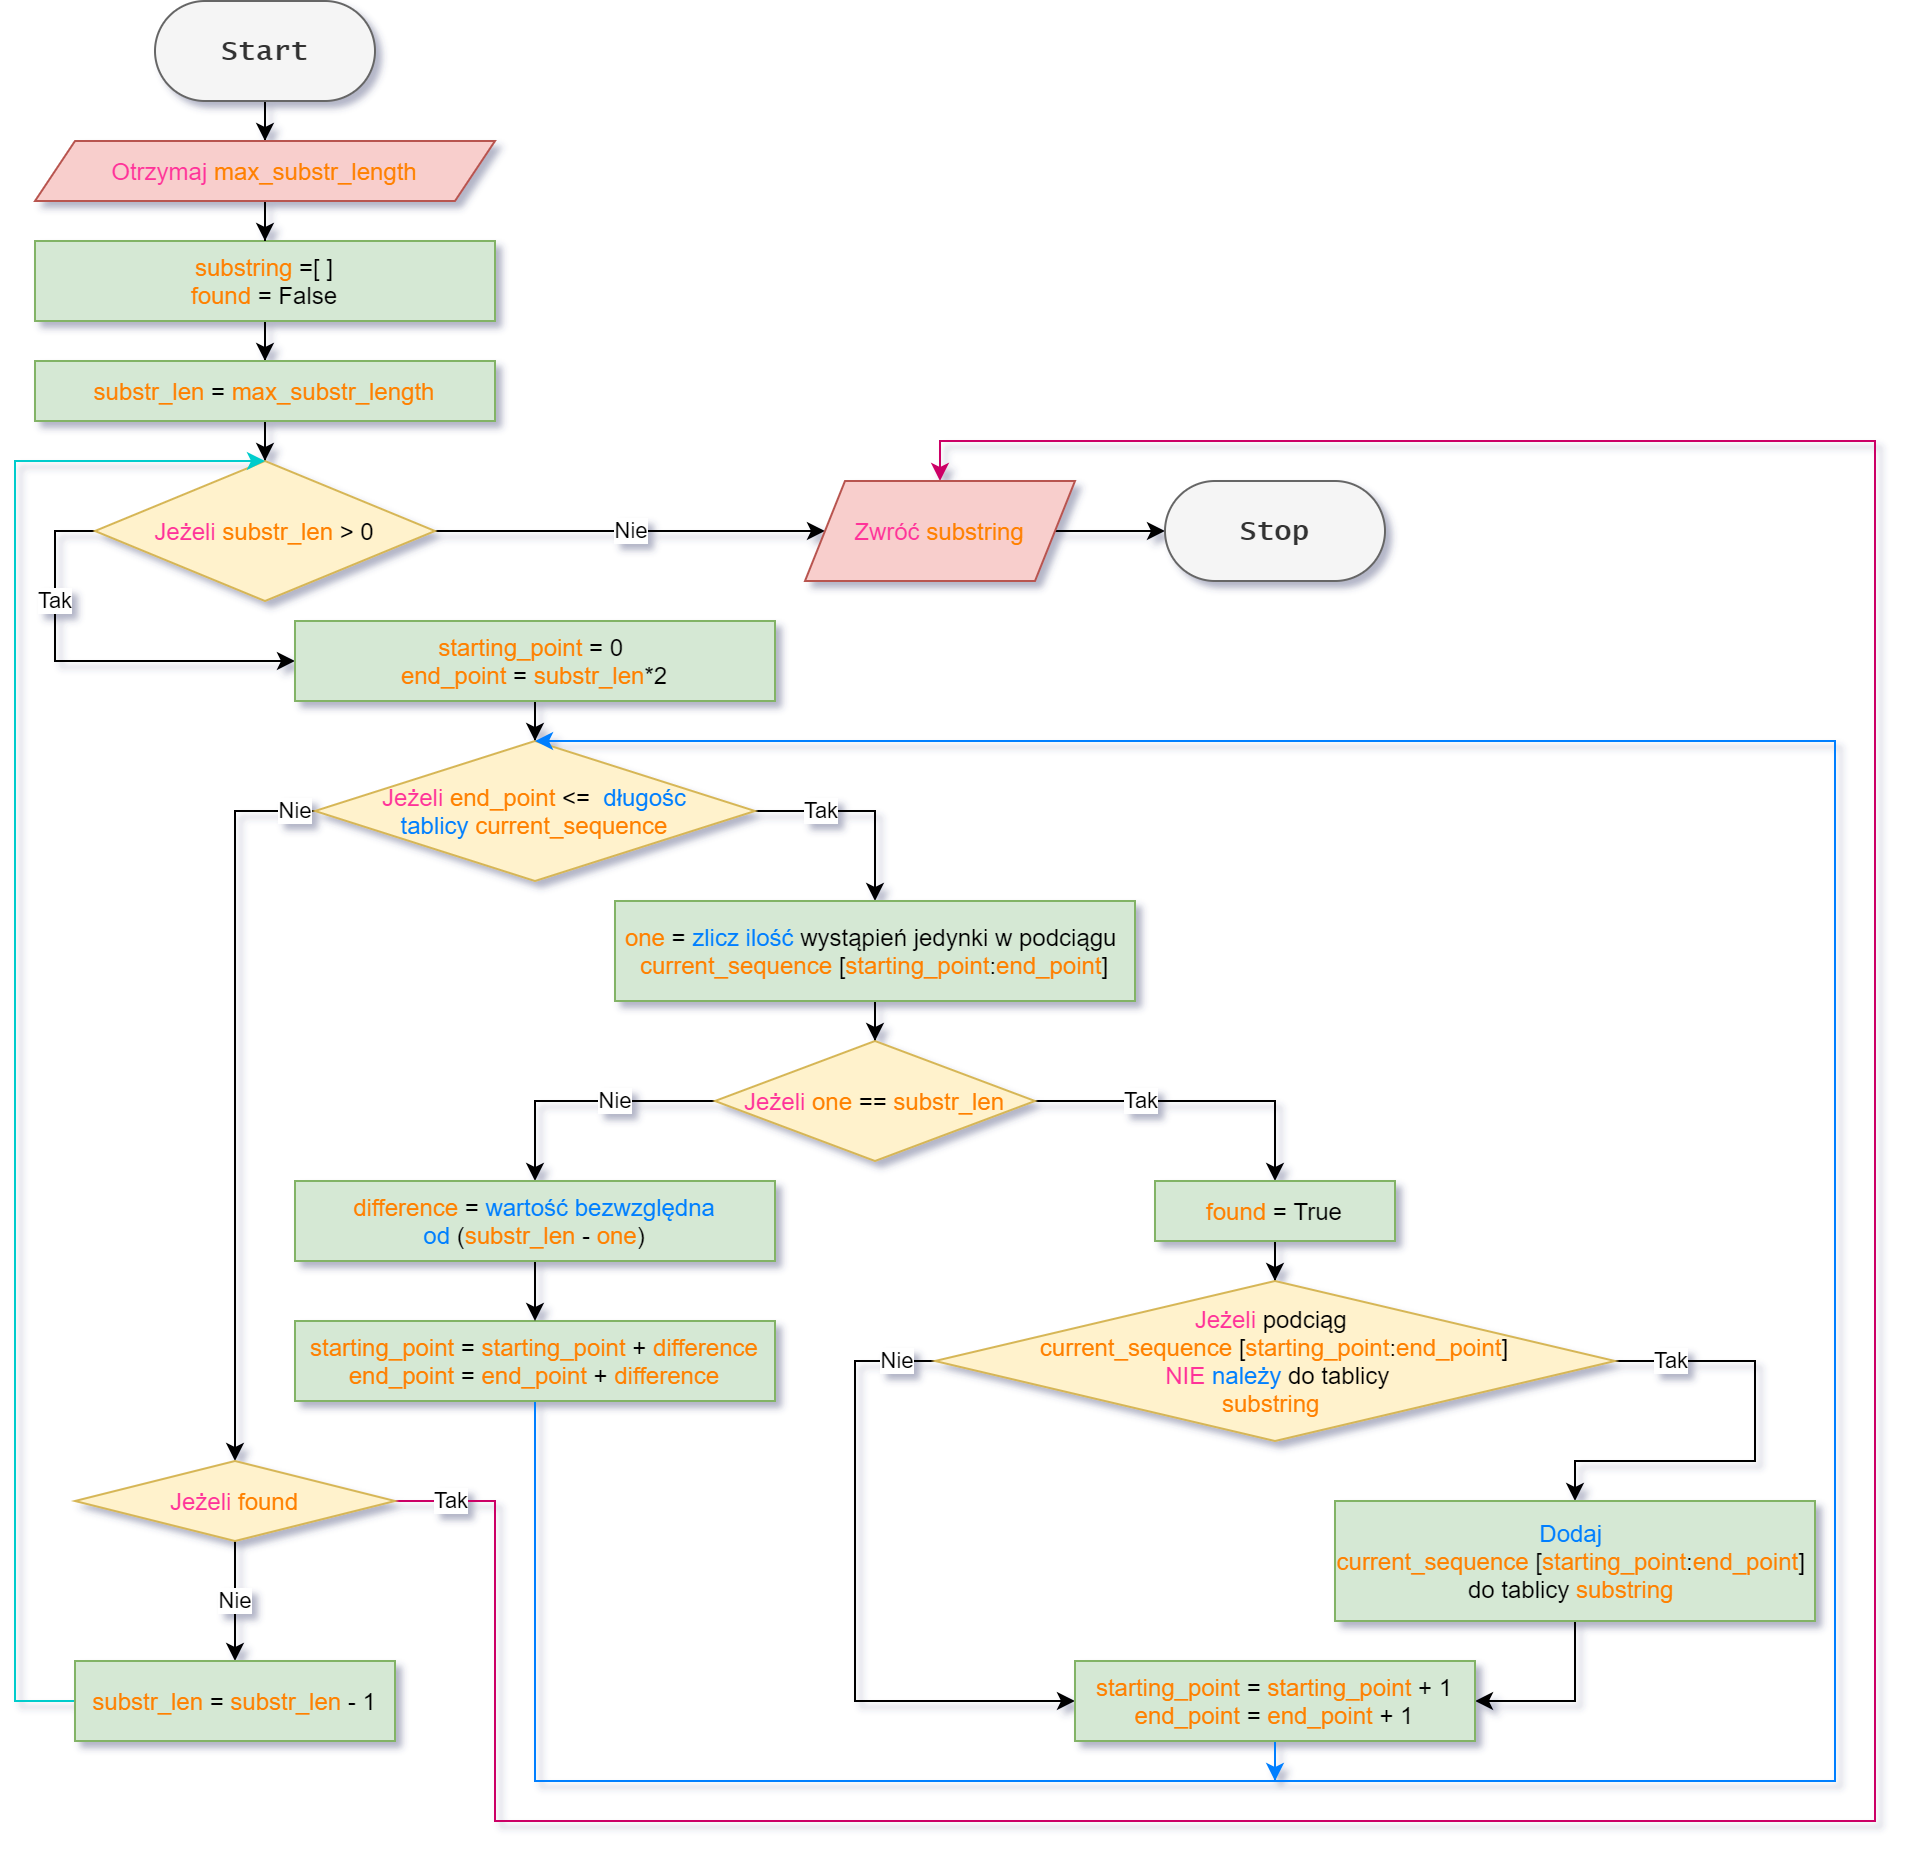 Start
Otrzymaj max_substr_length
substring =[ ]
found = False
substr_len = max_substr_length
Jeżeli substr_len > 0
Nie
Zwróć substring
Stop
Tak
starting_point = 0
end_point = substr_len*2
Jeżeli end_point <=  długośc
tablicy current_sequence
Nie
Tak
one = zlicz ilość wystąpień jedynki w podciągu
current_sequence [starting_point:end_point]
Jeżeli one == substr_len
Nie
Tak
difference = wartość bezwzględna
od (substr_len - one)
found = True
starting_point = starting_point + difference
end_point = end_point + difference
Jeżeli podciąg
current_sequence [starting_point:end_point]
NIE należy do tablicy
substring
Nie
Tak
Jeżeli found
Tak
Nie
Dodaj
current_sequence [starting_point:end_point]
do tablicy substring
substr_len = substr_len - 1
starting_point = starting_point + 1
end_point = end_point + 1